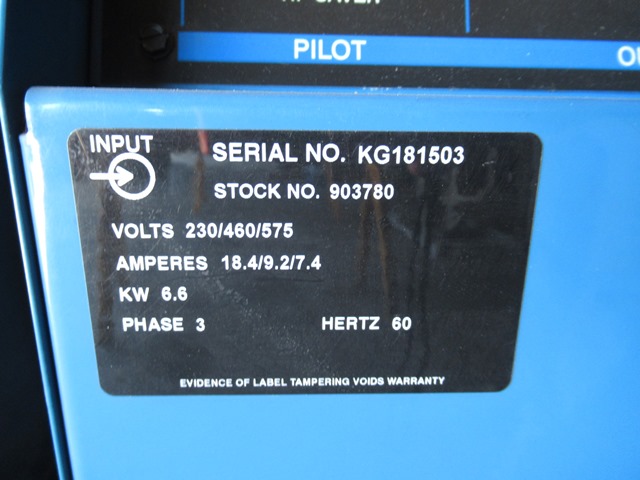 PILOT
INPUT
SERIAL NO. KG181503
STOCK NO. 903780
VOLTS 230/460/575
AMPERES 18.4/9.2/7.4
KW 6.6
PHASE 3 HERTZ 60
EVIDENCE OF LABEL TAMPERING VOIDS WARRANTY